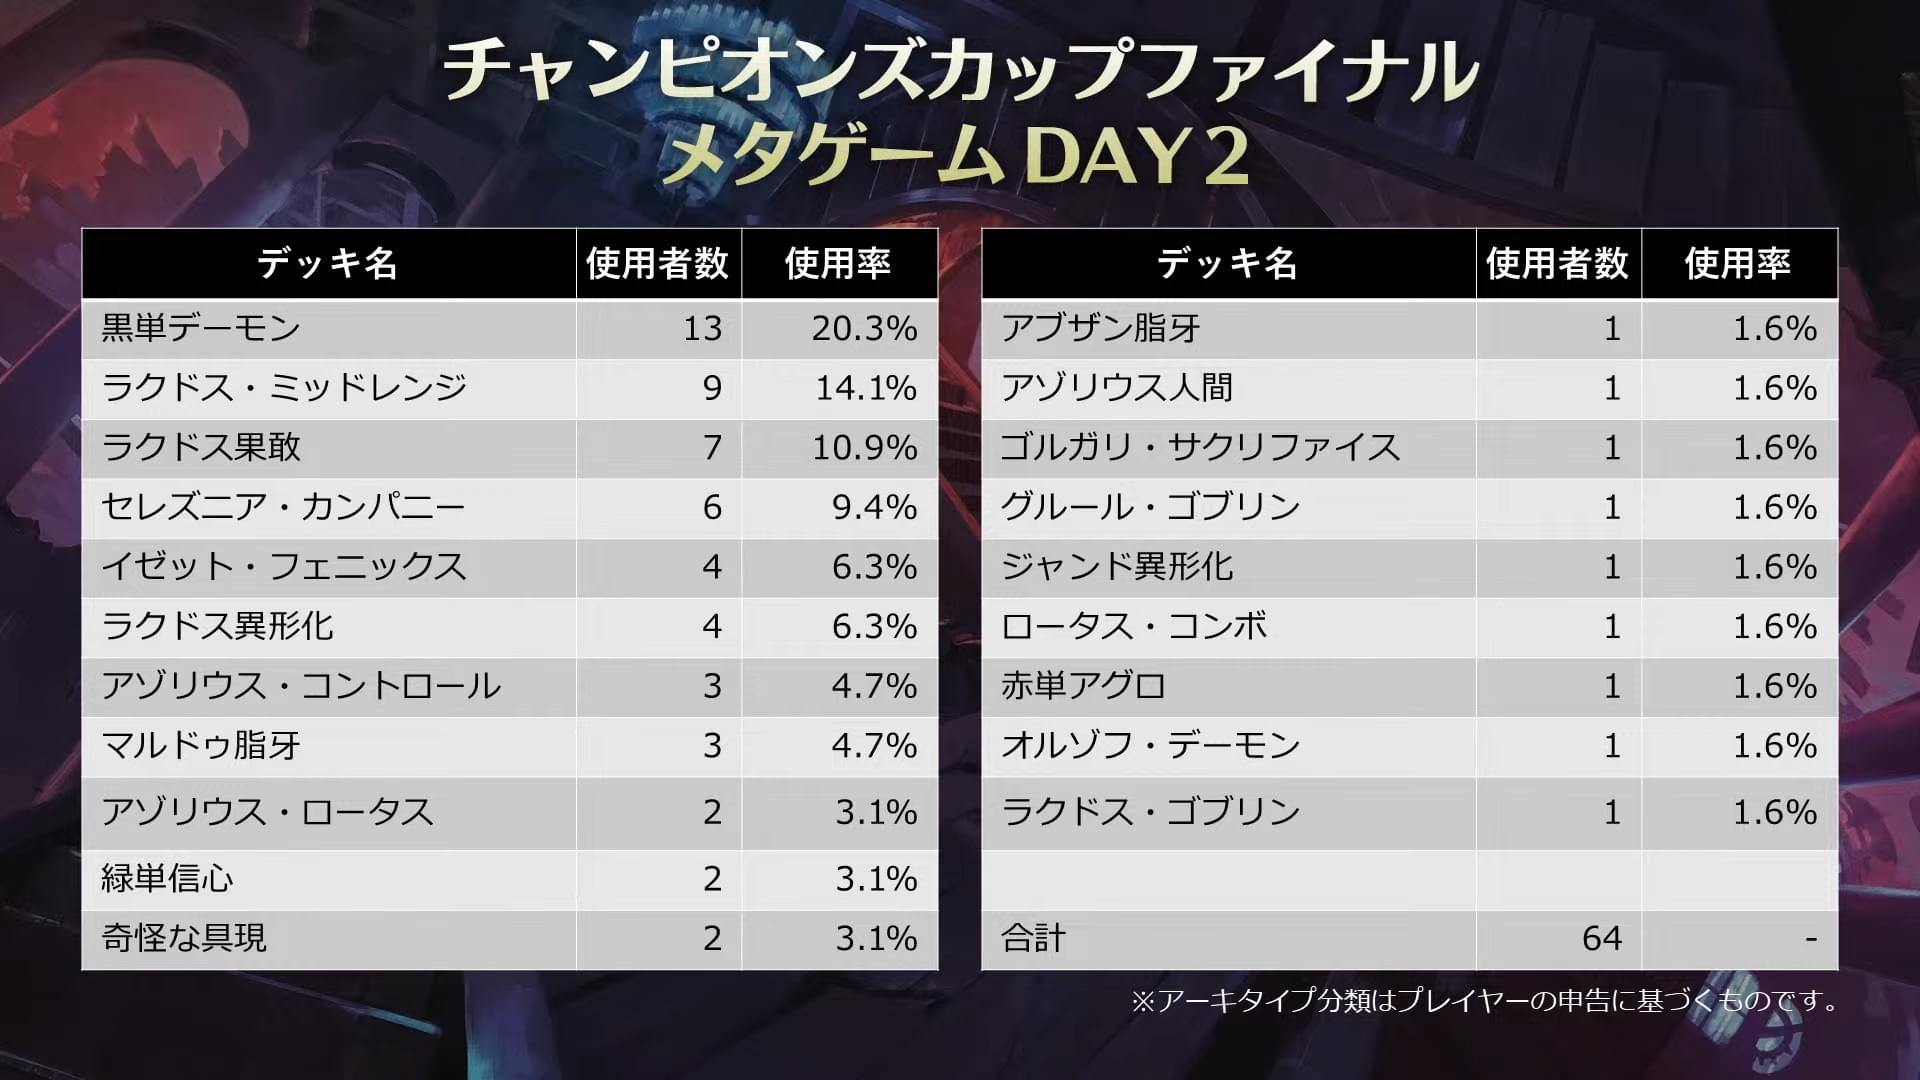 チャンピオンズカップファイナル
メタゲーム DAY 2
デッキ名 使用者数 使用率
黒単デーモン 13 20.3%
ラクドス・ミッドレンジ 9 14.1%
ラクドス果敢 7 10.9%
セレズニア・カンパニー 6 9.4%
イゼット・フェニックス 4 6.3%
ラクドス異形化 4 6.3%
アゾリウス・コントロール 3 4.7%
マルドゥ脂牙 3 4.7%
アゾリウス・ロータス 2 3.1%
緑単信心 2 3.1%
奇怪な具現 2 3.1%
デッキ名 使用者数 使用率
アブザン脂牙 1 1.6%
アゾリウス人間 1 1.6%
ゴルガリ・サクリファイス 1 1.6%
グルール・ゴブリン 1 1.6%
ジャンド異形化 1 1.6%
ロータス・コンボ 1 1.6%
赤単アグロ 1 1.6%
オルゾフ・デーモン 1 1.6%
ラクドス・ゴブリン 1 1.6%
合計 64 -
※アーキタイプ分類はプレイヤーの申告に基づくものです。